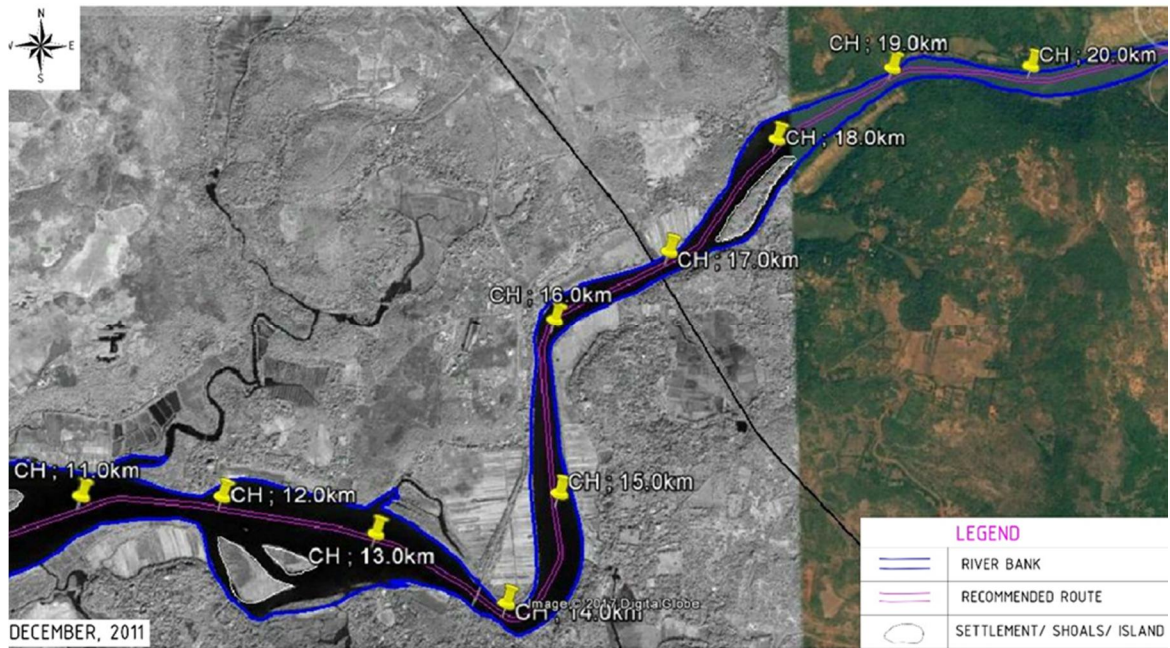 N
E
S
CH ; 19.0km
CH ; 20.0km
CH ; 18.0km
CH ; 17.0km
CH ; 16.0km
CH ; 15.0km
CH ; 11.0km
CH ; 12.0km
CH ; 13.0km
CH ; 14.0km
Image © 2017 DigitalGlobe
DECEMBER, 2011
LEGEND
RIVER BANK
RECOMMENDED ROUTE
SETTLEMENT/ SHOALS/ ISLAND